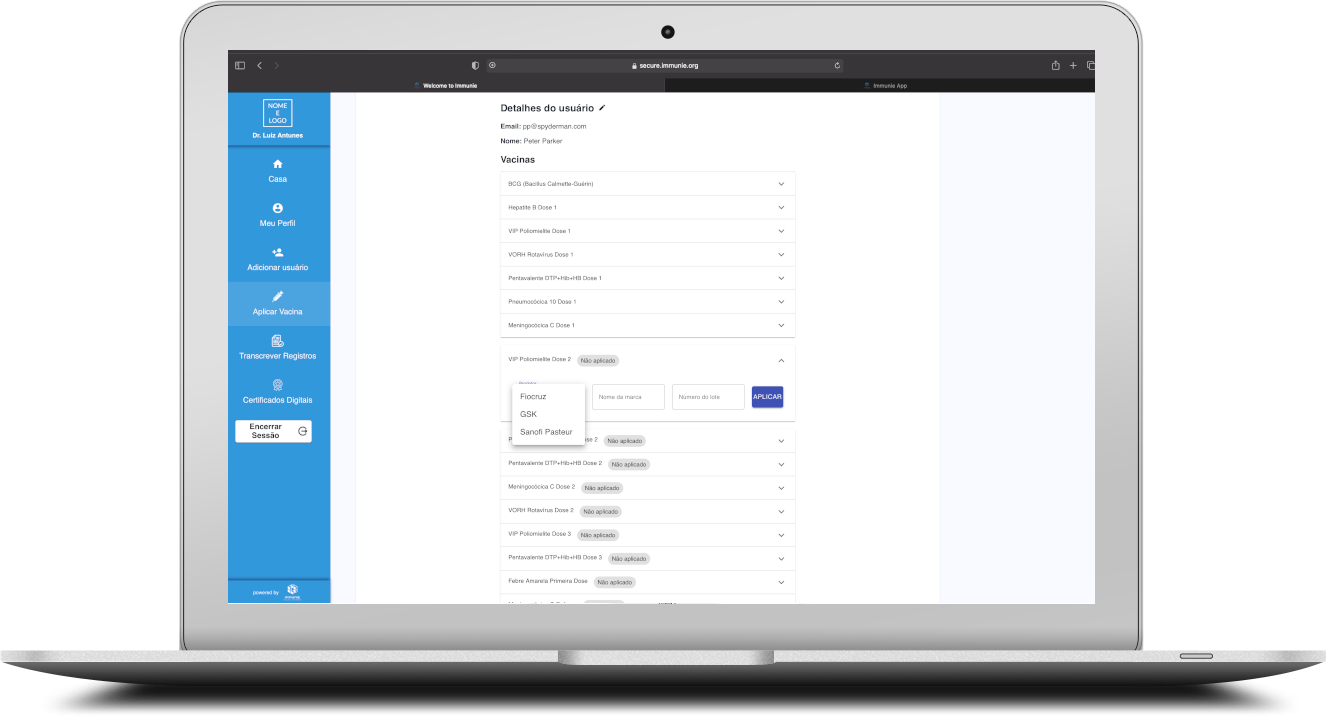 secure.immunie.org
Welcome to Immunie
Immunie App
NOME
E
LOGO
Dr. Luiz Antunes
Casa
Meu Perfil
Adicionar usuário
Aplicar Vacina
Transcrever Registros
Certificados Digitais
Encerrar
Sessão
powered by
Detalhes do usuário
Email: pp@spyderman.com
Nome: Peter Parker
Vacinas
BCG (Bacillus Calmette-Guérin)
Hepatite B Dose 1
VIP Poliomielite Dose 1
VORH Rotavírus Dose 1
Pentavalente DTP+Hib+HB Dose 1
Pneumocócica 10 Dose 1
Meningocócica C Dose 1
VIP Poliomielite Dose 2 Não aplicado
Fiocruz
GSK
Sanofi Pasteur
Nome da marca
Número do lote
APLICAR
se 2 Não aplicado
Pentavalente DTP+Hib+HB Dose 2 Não aplicado
Meningocócica C Dose 2 Não aplicado
VORH Rotavírus Dose 2 Não aplicado
VIP Poliomielite Dose 3 Não aplicado
Pentavalente DTP+Hib+HB Dose 3 Não aplicado
Febre Amarela Primeira Dose Não aplicado